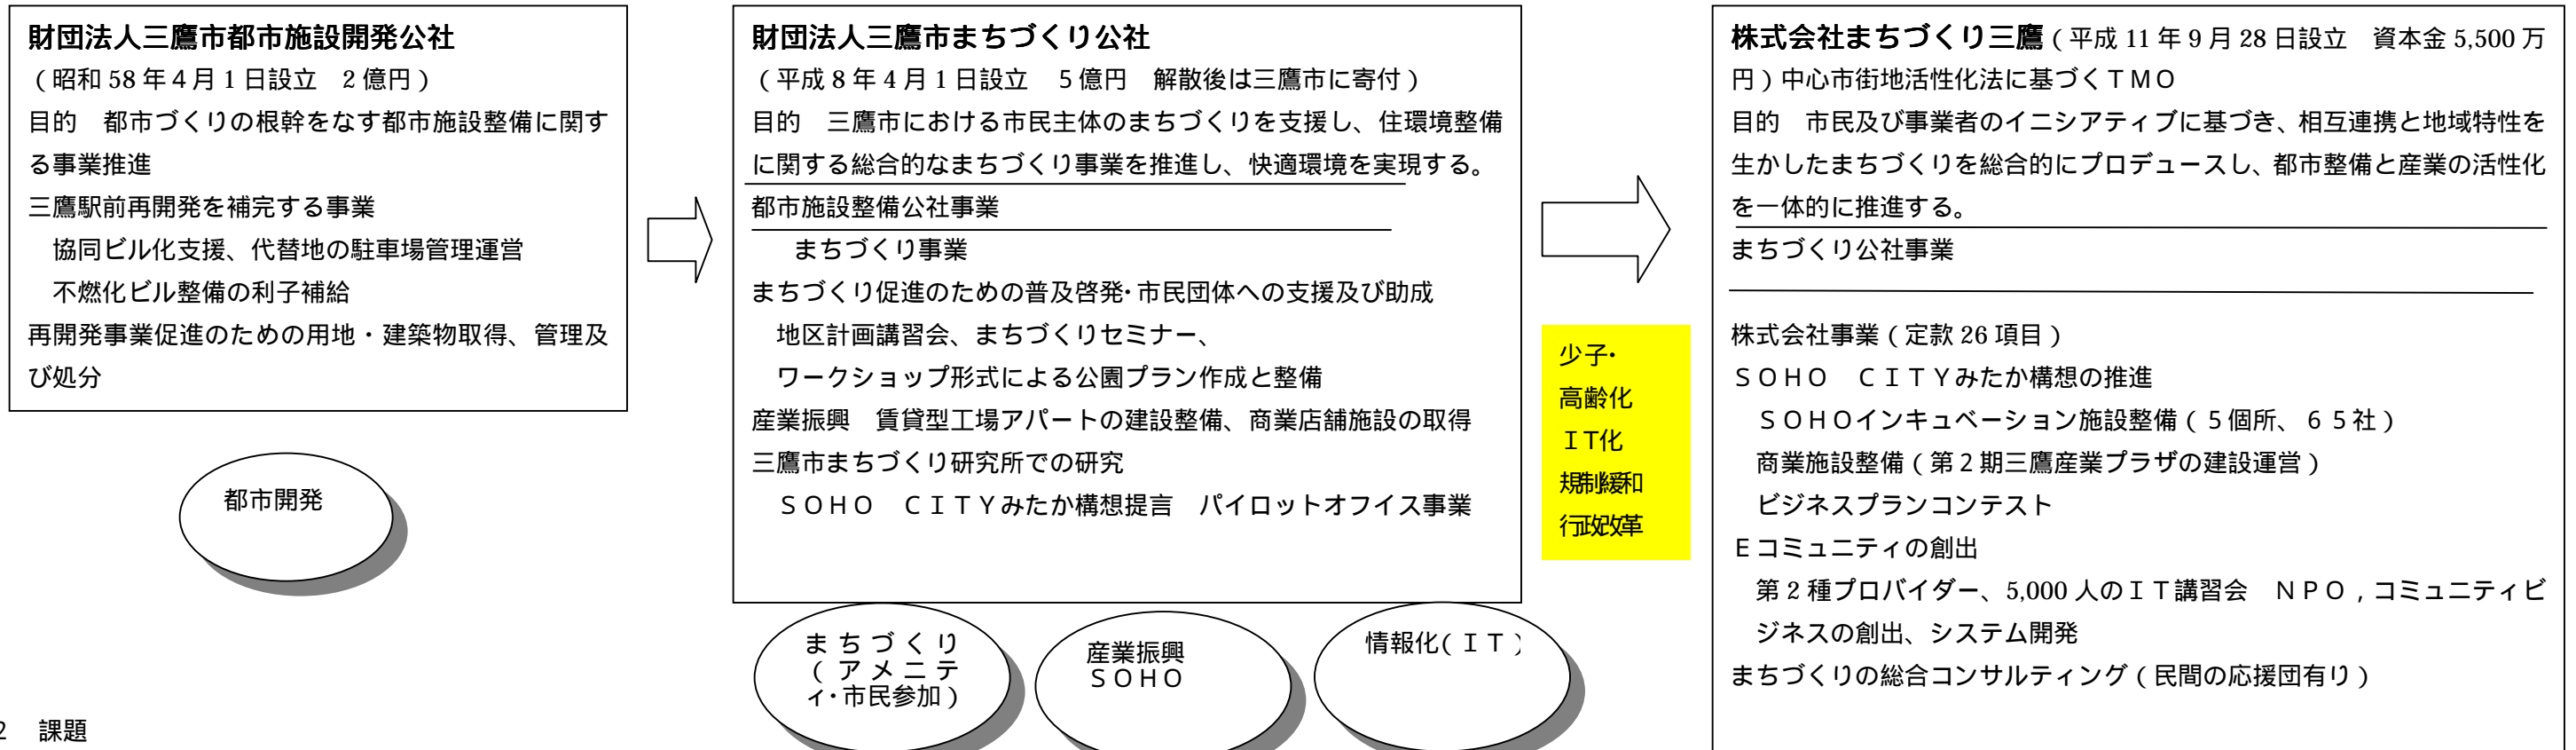 財団法人三鷹市都市施設開発公社
（昭和 58 年４月１日設立　２億円）
目的　都市づくりの根幹をなす都市施設整備に関す
る事業推進
三鷹駅前再開発を補完する事業
協同ビル化支援、代替地の駐車場管理運営
不燃化ビル整備の利子補給
再開発事業促進のための用地・建築物取得、管理及
び処分
都市開発
財団法人三鷹市まちづくり公社
（平成８年４月１日設立　５億円　解散後は三鷹市に寄付）
目的　三鷹市における市民主体のまちづくりを支援し、住環境整備
に関する総合的なまちづくり事業を推進し、快適環境を実現する。
都市施設整備公社事業
まちづくり事業
まちづくり促進のための普及啓発・市民団体への支援及び助成
地区計画講習会、まちづくりセミナー、
ワークショップ形式による公園プラン作成と整備
産業振興　賃貸型工場アパートの建設整備、商業店舗施設の取得
三鷹市まちづくり研究所での研究
ＳＯＨＯ　ＣＩＴＹみたか構想提言　パイロットオフイス事業
まちづくり
（アメニテ
ィ・市民参加）
産業振興
ＳＯＨＯ
情報化(ＩＴ)
少子・
高齢化
ＩＴ化
規制緩和
行政改革
株式会社まちづくり三鷹（平成 11 年９月 28 日設立　資本金 5,500 万
円）中心市街地活性化法に基づくＴＭＯ
目的　市民及び事業者のイニシアティブに基づき、相互連携と地域特性を
生かしたまちづくりを総合的にプロデュースし、都市整備と産業の活性化
を一体的に推進する。
まちづくり公社事業
株式会社事業（定款 26 項目）
ＳＯＨＯ　ＣＩＴＹみたか構想の推進
ＳＯＨＯインキュベーション施設整備（５個所、６５社）
商業施設整備（第２期三鷹産業プラザの建設運営）
ビジネスプランコンテスト
Ｅコミュニティの創出
第２種プロバイダー、5,000 人のＩＴ講習会　ＮＰＯ，コミュニティビ
ジネスの創出、システム開発
まちづくりの総合コンサルティング（民間の応援団有り）
2　課題